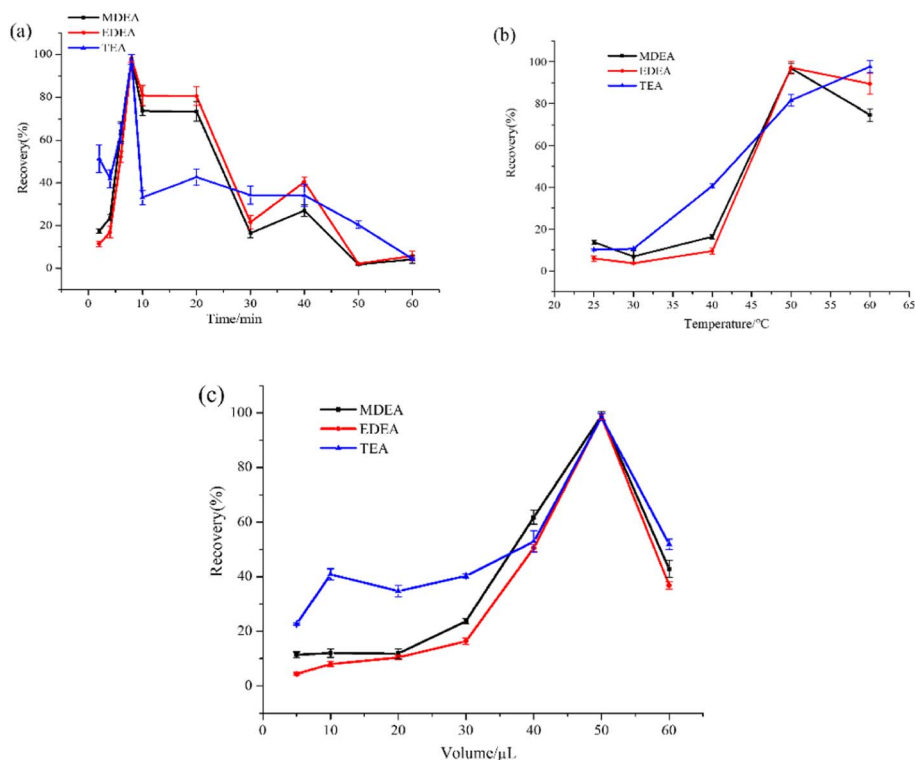 (a)
MDEA
EDEA
TEA
100
80
60
40
20
0
Recovery(%)
0 10 20 30 40 50 60
Time/min
(b)
MDEA
EDEA
TEA
100
80
60
40
20
0
Recovery(%)
20 25 30 35 40 45 50 55 60 65
Temperature/°C
(c)
MDEA
EDEA
TEA
100
80
60
40
20
0
Recovery(%)
0 10 20 30 40 50 60
Volume/μL